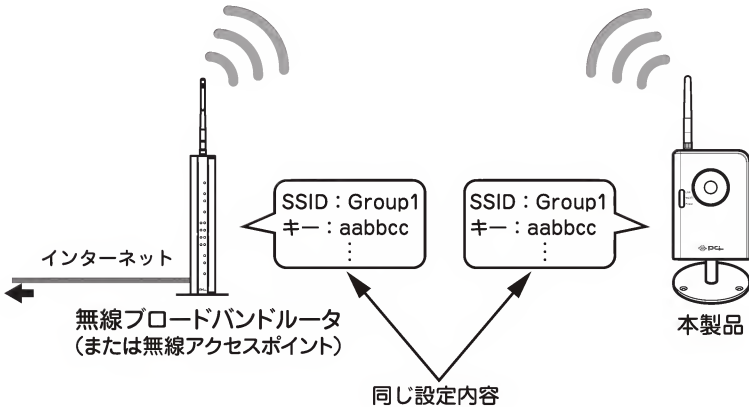 SSID：Group1
キー：aabbcc
⋮
SSID：Group1
キー：aabbcc
⋮
インターネット
無線ブロードバンドルータ
（または無線アクセスポイント）
本製品
同じ設定内容